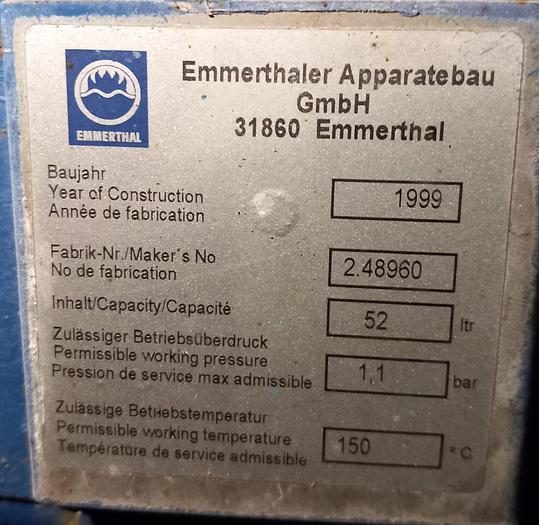 EMMERTHAL
Emmerthaler Apparatebau
GmbH
31860 Emmerthal
Baujahr
Year of Construction 1999
Année de fabrication
Fabrik-Nr./Maker´s No 2.48960
No de fabrication
Inhalt/Capacity/Capacité 52 ltr
Zulässiger Betriebsüberdruck
Permissible working pressure 1,1 bar
Pression de service max admissible
Zulässige Betriebstemperatur
Permissible working temperature 150 °C
Température de service admissible